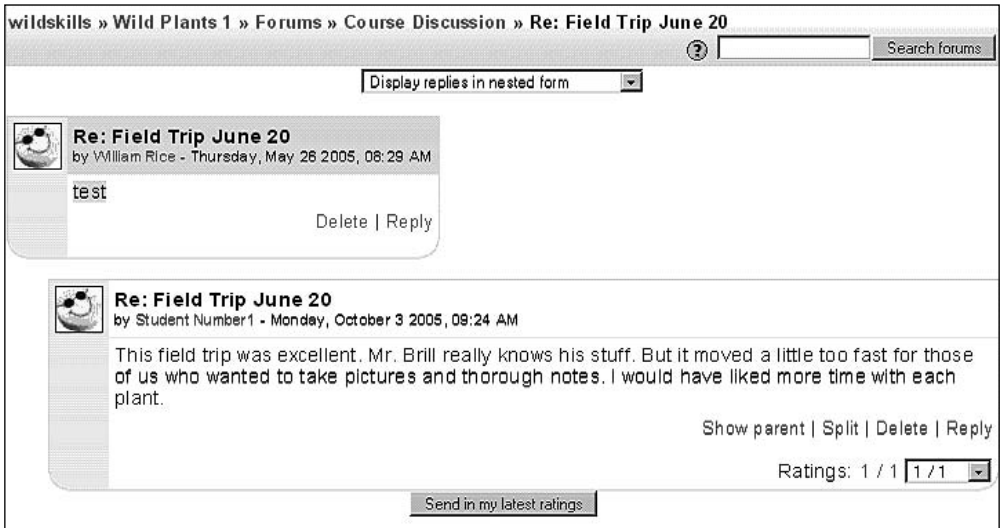 wildskills » Wild Plants 1 » Forums » Course Discussion » Re: Field Trip June 20
? Search forums
Display replies in nested form
Re: Field Trip June 20
by William Rice - Thursday, May 26 2005, 08:29 AM
test
Delete | Reply
Re: Field Trip June 20
by Student Number1 - Monday, October 3 2005, 09:24 AM
This field trip was excellent. Mr. Brill really knows his stuff. But it moved a little too fast for those
of us who wanted to take pictures and thorough notes. I would have liked more time with each
plant.
Show parent | Split | Delete | Reply
Ratings: 1 / 1 1 / 1
Send in my latest ratings